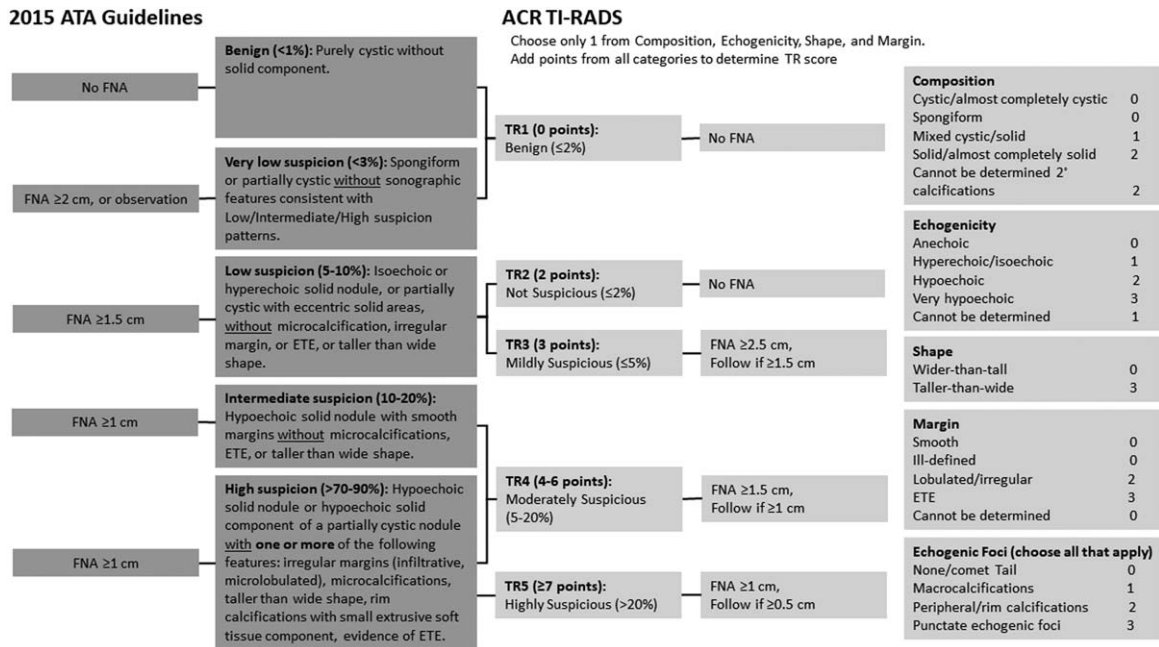 2015 ATA Guidelines
No FNA
FNA ≥2 cm, or observation
FNA ≥1.5 cm
FNA ≥1 cm
FNA ≥1 cm
Benign (<1%): Purely cystic without
solid component.
Very low suspicion (<3%): Spongiform
or partially cystic without sonographic
features consistent with
Low/Intermediate/High suspicion
patterns.
Low suspicion (5-10%): Isoechoic or
hyperechoic solid nodule, or partially
cystic with eccentric solid areas,
without microcalcification, irregular
margin, or ETE, or taller than wide
shape.
Intermediate suspicion (10-20%):
Hypoechoic solid nodule with smooth
margins without microcalcifications,
ETE, or taller than wide shape.
High suspicion (>70-90%): Hypoechoic
solid nodule or hypoechoic solid
component of a partially cystic nodule
with one or more of the following
features: irregular margins (infiltrative,
microlobulated), microcalcifications,
taller than wide shape, rim
calcifications with small extrusive soft
tissue component, evidence of ETE.
ACR TI-RADS
Choose only 1 from Composition, Echogenicity, Shape, and Margin.
Add points from all categories to determine TR score
TR1 (0 points):
Benign (≤2%)
No FNA
TR2 (2 points):
Not Suspicious (≤2%)
No FNA
TR3 (3 points):
Mildly Suspicious (≤5%)
FNA ≥2.5 cm,
Follow if ≥1.5 cm
TR4 (4-6 points):
Moderately Suspicious
(5-20%)
FNA ≥1.5 cm,
Follow if ≥1 cm
TR5 (≥7 points):
Highly Suspicious (>20%)
FNA ≥1 cm,
Follow if ≥0.5 cm
Composition
Cystic/almost completely cystic 0
Spongiform 0
Mixed cystic/solid 1
Solid/almost completely solid 2
Cannot be determined 2°
calcifications 2
Echogenicity
Anechoic 0
Hyperechoic/isoechoic 1
Hypoechoic 2
Very hypoechoic 3
Cannot be determined 1
Shape
Wider-than-tall 0
Taller-than-wide 3
Margin
Smooth 0
Ill-defined 0
Lobulated/irregular 2
ETE 3
Cannot be determined 0
Echogenic Foci (choose all that apply)
None/comet Tail 0
Macrocalcifications 1
Peripheral/rim calcifications 2
Punctate echogenic foci 3